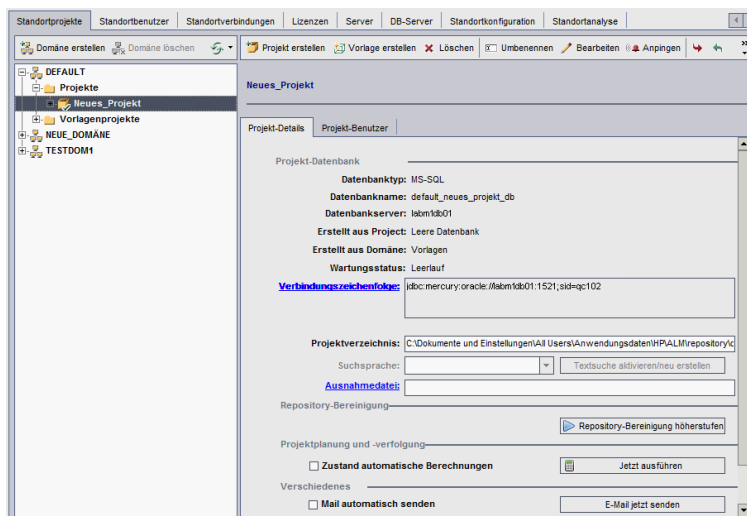 Standortprojekte Standortbenutzer Standortverbindungen Lizenzen Server DB-Server Standortkonfiguration Standortanalyse
Domäne erstellen Domäne löschen Projekt erstellen Vorlage erstellen Löschen Umbenennen Bearbeiten Anpingen
DEFAULT
Projekte
Neues_Projekt
Vorlagenprojekte
NEUE_DOMÄNE
TESTDOM1
Neues_Projekt
Projekt-Details Projekt-Benutzer
Projekt-Datenbank
Datenbanktyp: MS-SQL
Datenbankname: default_neues_projekt_db
Datenbankserver: labm1db01
Erstellt aus Project: Leere Datenbank
Erstellt aus Domäne: Vorlagen
Wartungsstatus: Leerlauf
Verbindungszeichenfolge: jdbc:mercury:oracle://labm1db01:1521;sid=qc102
Projektverzeichnis: C:\Dokumente und Einstellungen\All Users\Anwendungsdaten\HP\ALM\repository\
Suchsprache: Textsuche aktivieren/neu erstellen
Ausnahmedatei:
Repository-Bereinigung
Repository-Bereinigung höherstufen
Projektplanung und -verfolgung
Zustand automatische Berechnungen Jetzt ausführen
Verschiedenes
Mail automatisch senden E-Mail jetzt senden